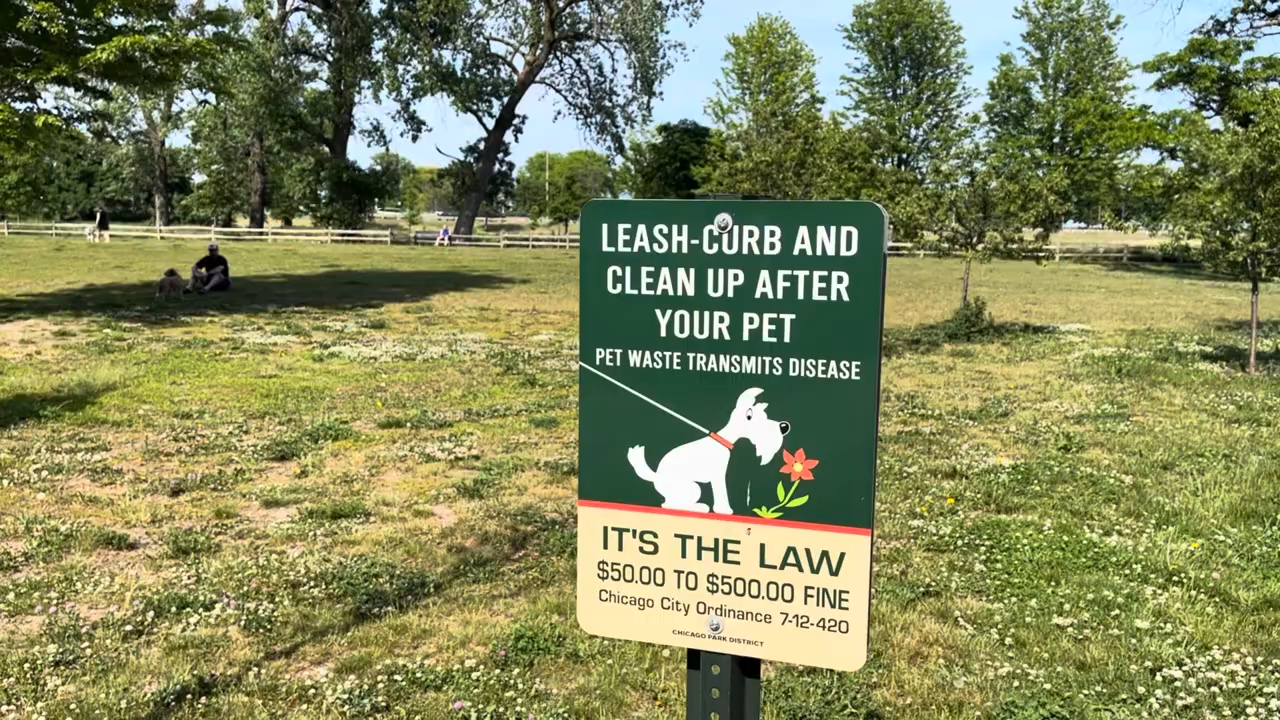 LEASH-CURB AND
CLEAN UP AFTER
YOUR PET
PET WASTE TRANSMITS DISEASE
IT'S THE LAW
$50.00 TO $500.00 FINE
Chicago City Ordinance 7-12-420
CHICAGO PARK DISTRICT